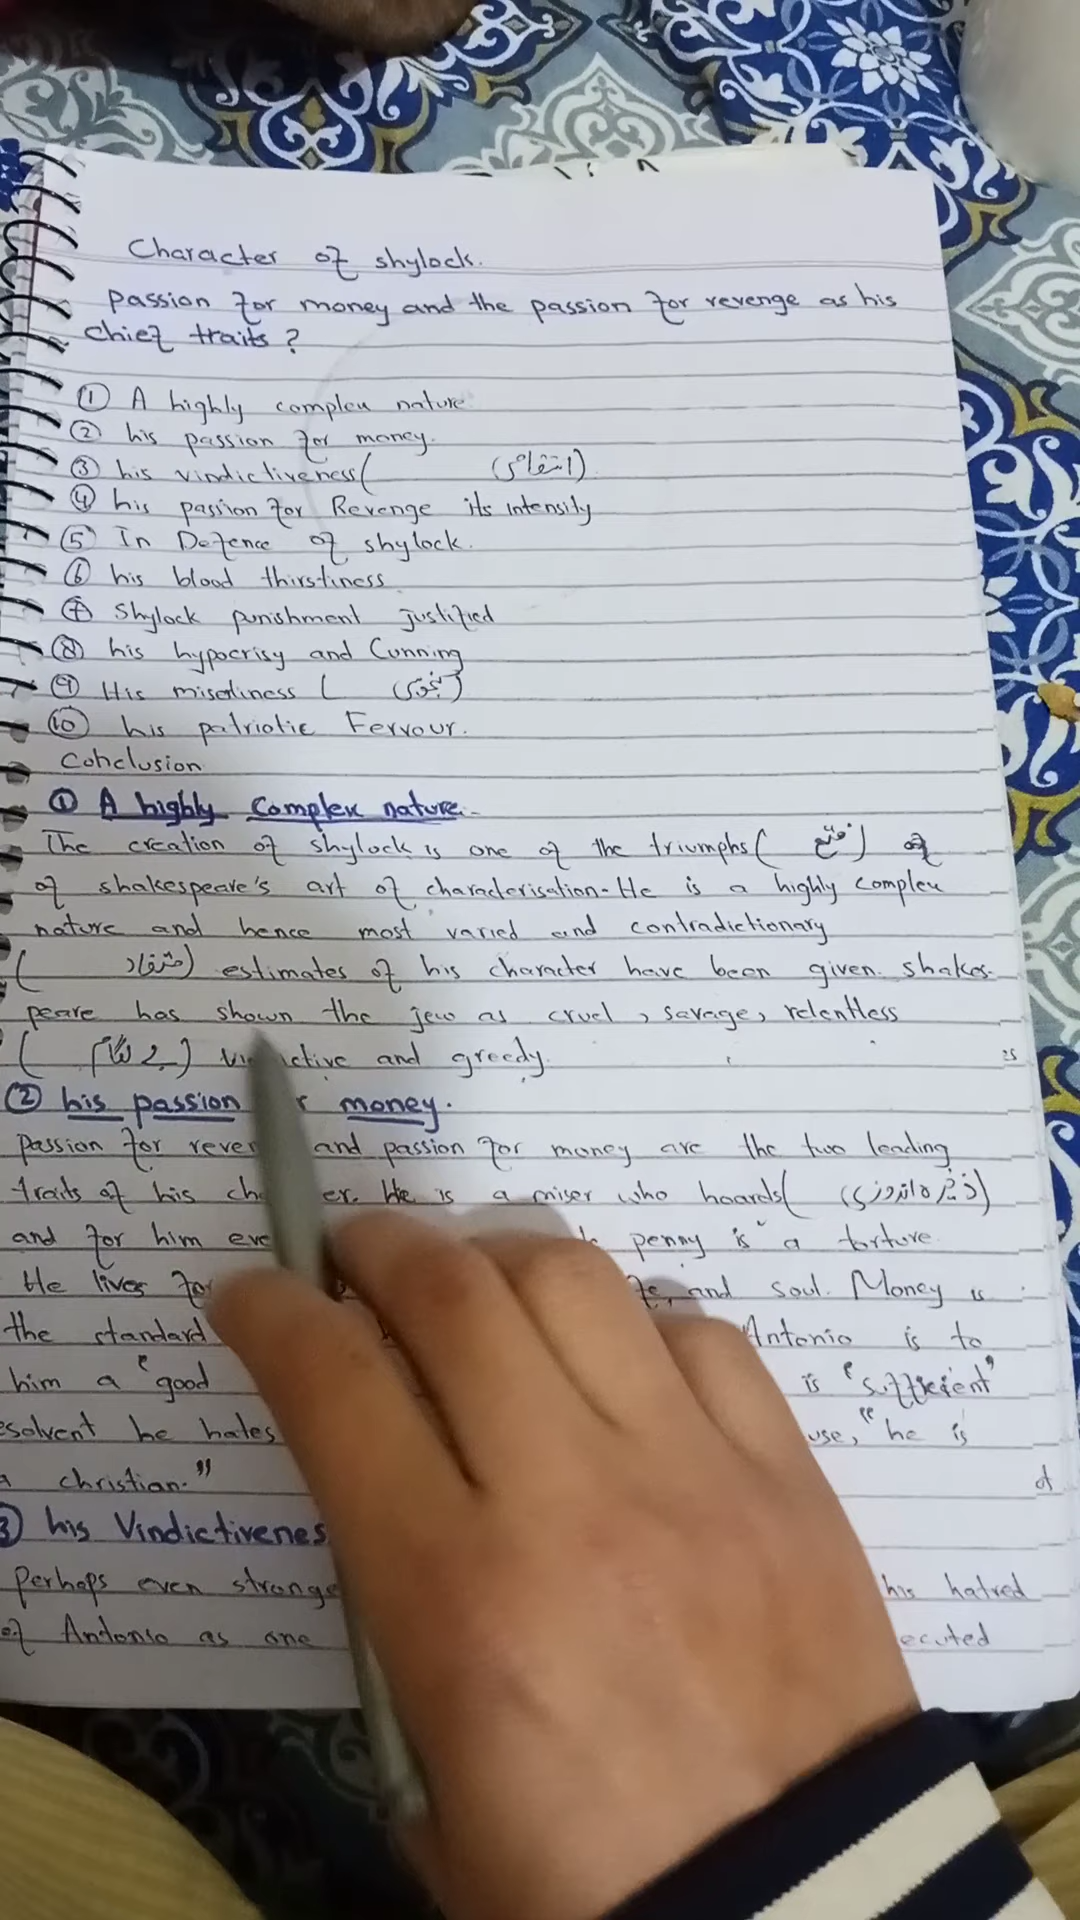 Character of shylock.
passion for money and the passion for revenge as his
chief traits ?
① A highly complex nature
② his passion for money.
③ his vindictiveness ( انتقامی )
④ his passion for Revenge its intensity
⑤ In Defence of shylock.
⑥ his blood thirstiness
⑦ Shylock punishment justified
⑧ his hypocrisy and Cunning
⑨ His miserliness ( کنجوسی )
⑩ his patriotic Fervour.
Conclusion
① A highly Complex nature.
The creation of shylock is one of the triumphs ( فتح ) of
of shakespeare's art of characterisation. He is a highly complex
nature and hence most varied and contradictionary
( متضاد ) estimates of his character have been given. shakes-
peare has shown the jew as cruel, savage, relentless
( بے لگام ) active and greedy.
② his passion money.
passion for reve and passion for money are the two leading
traits of his ch er. He is a miser who hoards ( ذخیرہ اندوزی )
and for him eve penny is a torture.
He lives fo and soul. Money is
the standard Antonio is to
him a "good is "sufficient"
solvent he hates use, "he is
a christian."
③ his Vindictivenes
Perhaps even strange his hatred
of Antonio as one ecuted